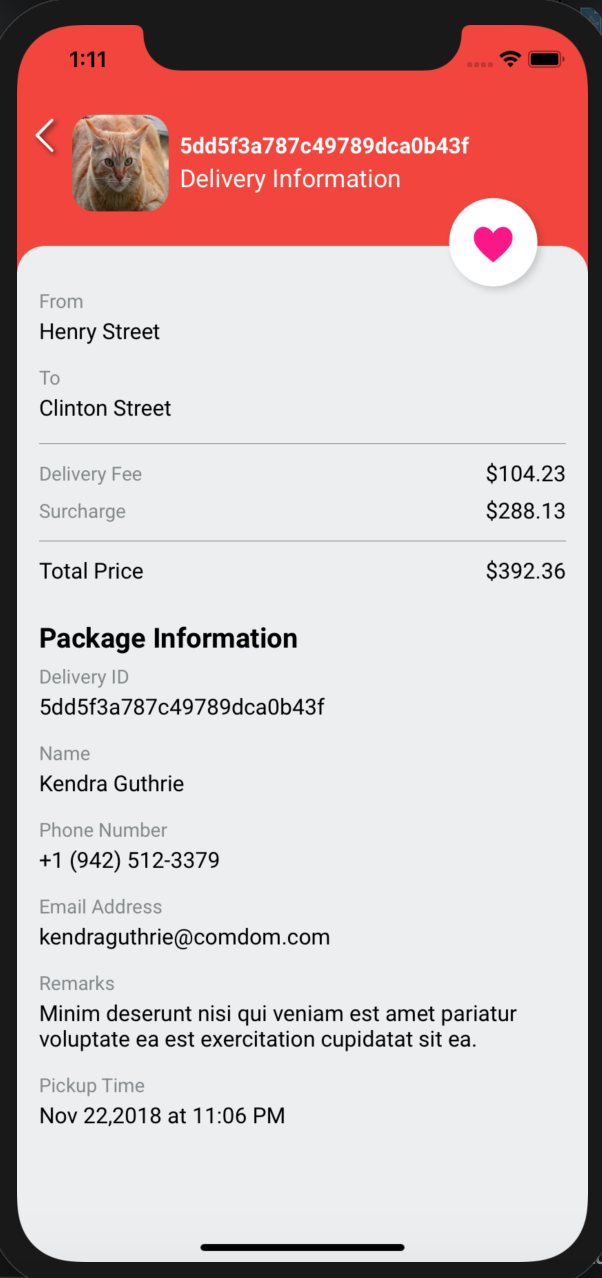 1:11
5dd5f3a787c49789dca0b43f
Delivery Information
From
Henry Street
To
Clinton Street
Delivery Fee $104.23
Surcharge $288.13
Total Price $392.36
Package Information
Delivery ID
5dd5f3a787c49789dca0b43f
Name
Kendra Guthrie
Phone Number
+1 (942) 512-3379
Email Address
kendraguthrie@comdom.com
Remarks
Minim deserunt nisi qui veniam est amet pariatur
voluptate ea est exercitation cupidatat sit ea.
Pickup Time
Nov 22,2018 at 11:06 PM